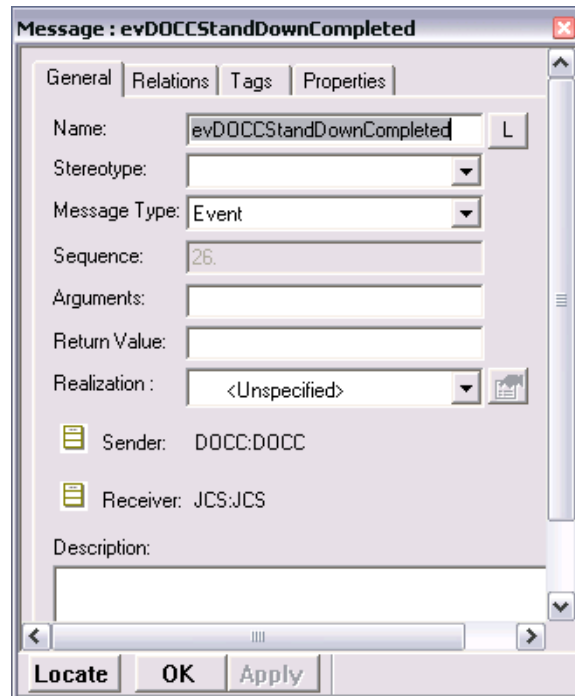 Message : evDOCCStandDownCompleted
General Relations Tags Properties
Name: evDOCCStandDownCompleted L
Stereotype:
Message Type: Event
Sequence: 26.
Arguments:
Return Value:
Realization : <Unspecified>
Sender: DOCC:DOCC
Receiver: JCS:JCS
Description:
Locate OK Apply